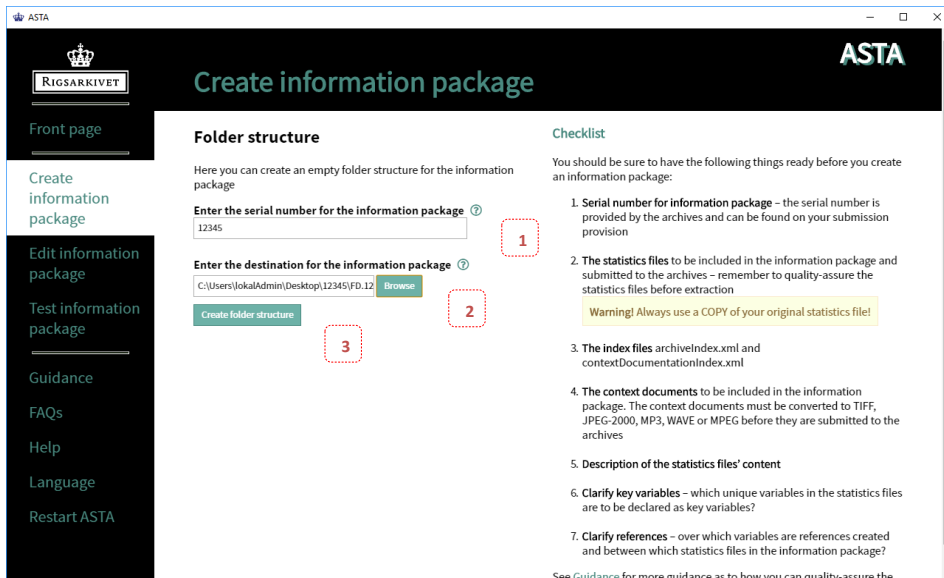 ASTA
RIGSARKIVET
ASTA
Create information package
Front page
Create
information
package
Edit information
package
Test information
package
Guidance
FAQs
Help
Language
Restart ASTA
Folder structure
Here you can create an empty folder structure for the information
package
Enter the serial number for the information package ?
12345
1
Enter the destination for the information package ?
C:\Users\lokalAdmin\Desktop\12345\FD.12 Browse
2
Create folder structure
3
Checklist
You should be sure to have the following things ready before you create
an information package:
1. Serial number for information package – the serial number is
provided by the archives and can be found on your submission
provision
2. The statistics files to be included in the information package and
submitted to the archives – remember to quality-assure the
statistics files before extraction
Warning! Always use a COPY of your original statistics file!
3. The index files archiveIndex.xml and
contextDocumentationIndex.xml
4. The context documents to be included in the information
package. The context documents must be converted to TIFF,
JPEG-2000, MP3, WAVE or MPEG before they are submitted to the
archives
5. Description of the statistics files' content
6. Clarify key variables – which unique variables in the statistics files
are to be declared as key variables?
7. Clarify references – over which variables are references created
and between which statistics files in the information package?
See Guidance for more guidance as to how you can quality-assure the